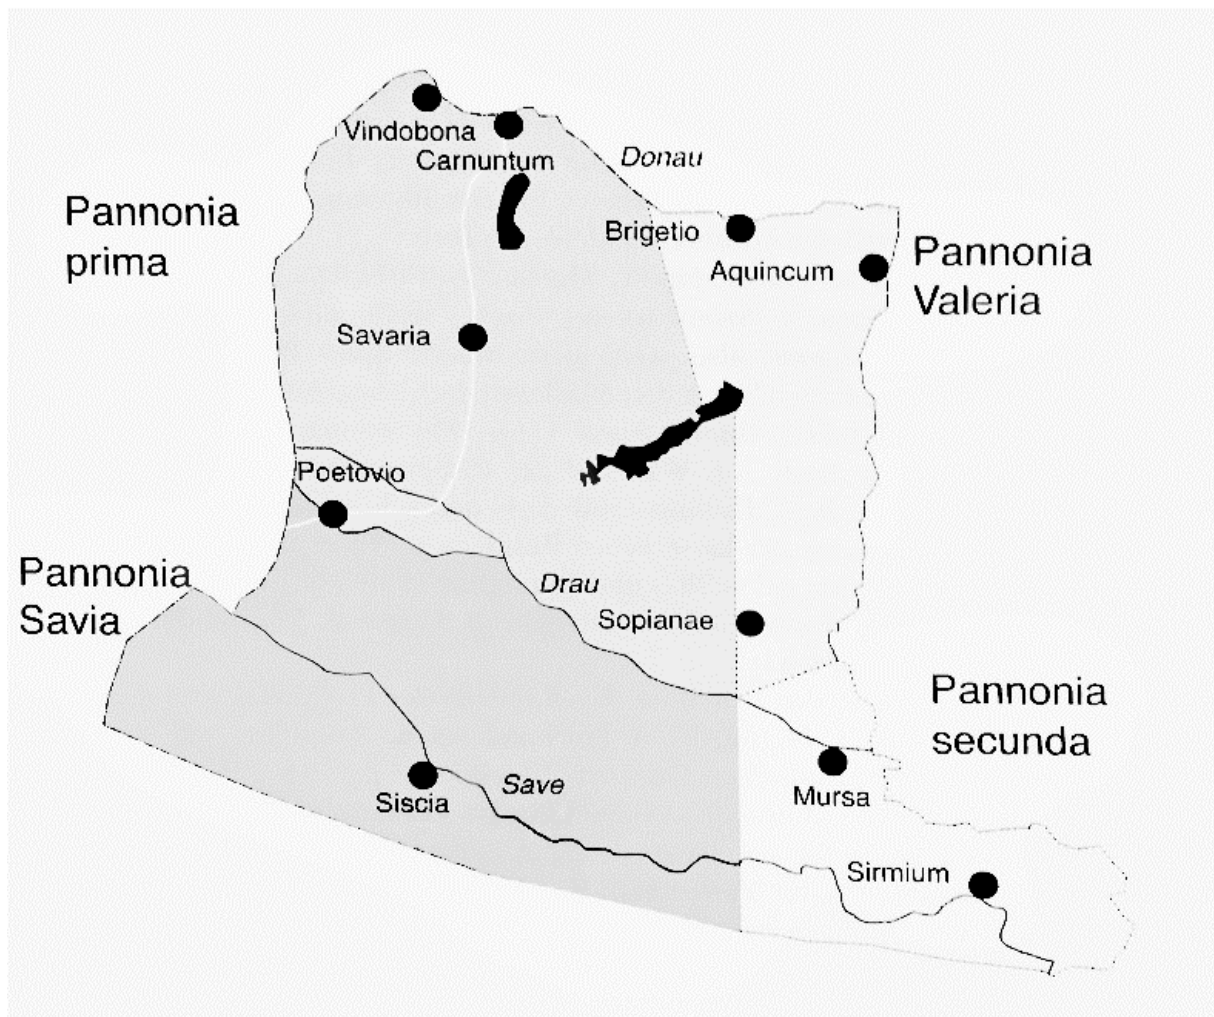 Vindobona
Carnuntum
Donau
Pannonia
prima
Brigetio
Pannonia
Valeria
Aquincum
Savaria
Poetovio
Pannonia
Savia
Drau
Sopianae
Pannonia
secunda
Save
Siscia
Mursa
Sirmium